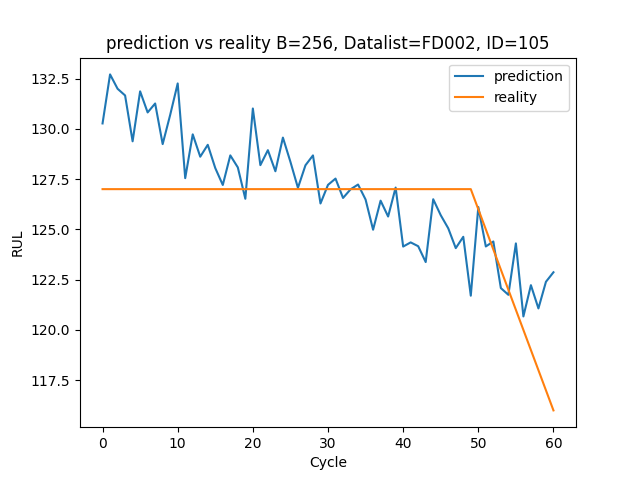 prediction vs reality B=256, Datalist=FD002, ID=105
prediction
reality
132.5
130.0
127.5
125.0
122.5
120.0
117.5
RUL
0 10 20 30 40 50 60
Cycle